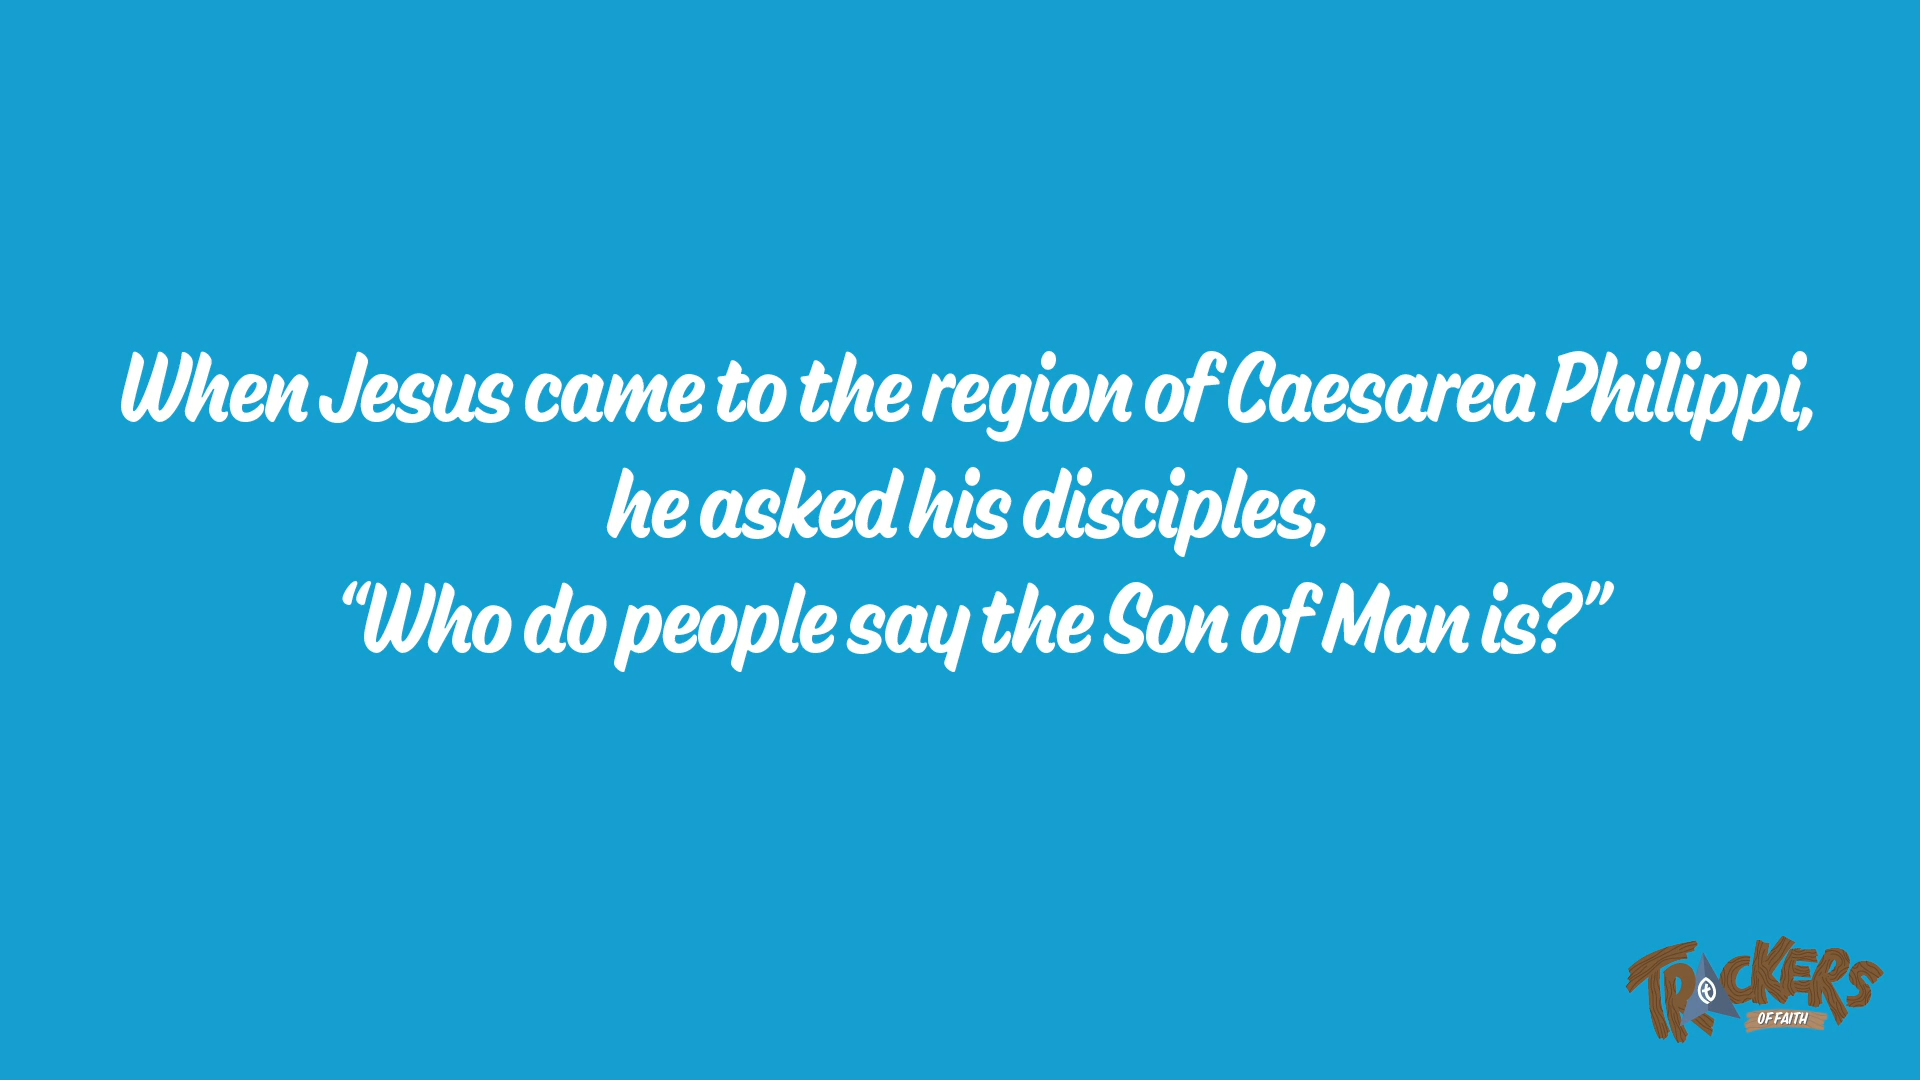 When Jesus came to the region of Caesarea Philippi,
he asked his disciples,
“Who do people say the Son of Man is?”
TRACKERS
OF FAITH